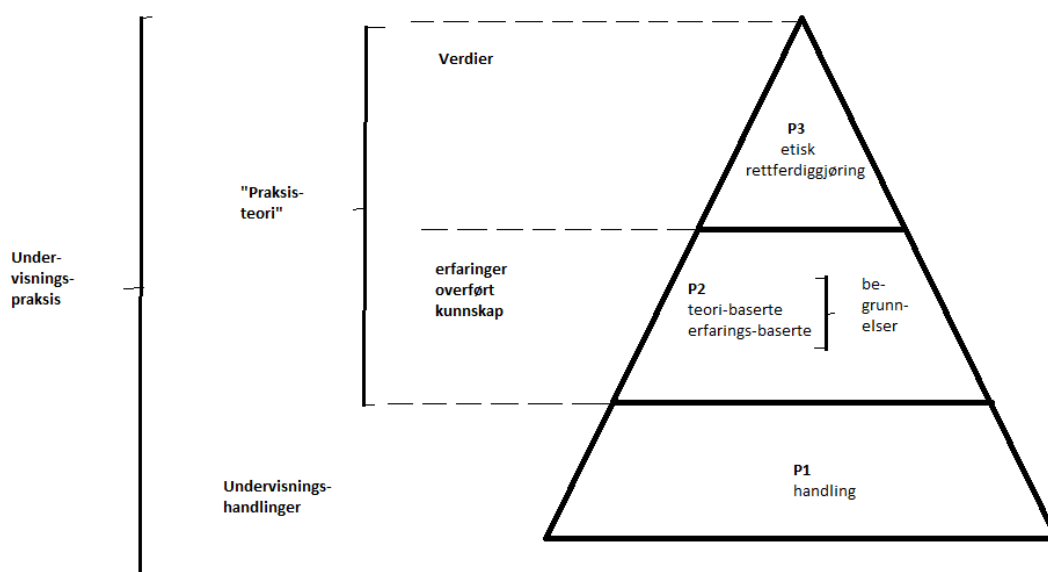 Verdier
P3
etisk
rettferdiggjøring
"Praksis-
teori"
Under-
visnings-
praksis
erfaringer
overført
kunnskap
P2
teori-baserte
erfarings-baserte
be-
grunn-
elser
Undervisnings-
handlinger
P1
handling